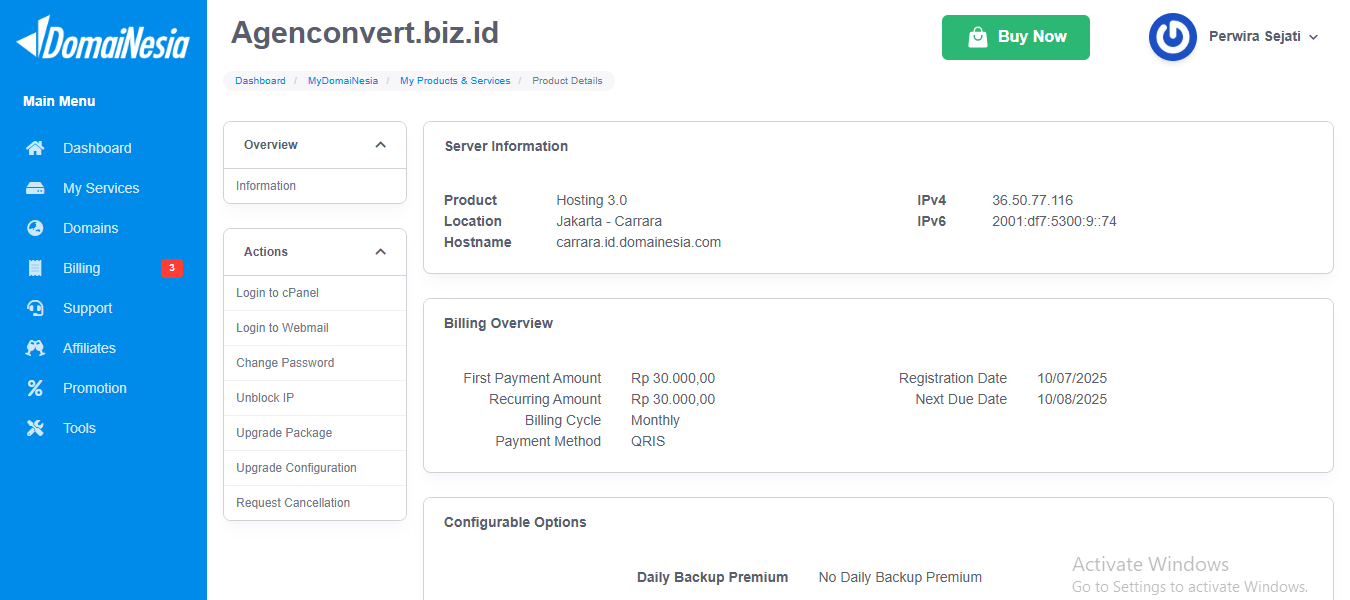 DomaiNesia
Main Menu
Dashboard
My Services
Domains
Billing 3
Support
Affiliates
Promotion
Tools
Agenconvert.biz.id
Buy Now
Perwira Sejati
Dashboard / MyDomaiNesia / My Products & Services / Product Details
Overview
Information
Actions
Login to cPanel
Login to Webmail
Change Password
Unblock IP
Upgrade Package
Upgrade Configuration
Request Cancellation
Server Information
Product Hosting 3.0 IPv4 36.50.77.116
Location Jakarta - Carrara IPv6 2001:df7:5300:9::74
Hostname carrara.id.domainesia.com
Billing Overview
First Payment Amount Rp 30.000,00 Registration Date 10/07/2025
Recurring Amount Rp 30.000,00 Next Due Date 10/08/2025
Billing Cycle Monthly
Payment Method QRIS
Configurable Options
Daily Backup Premium No Daily Backup Premium
Activate Windows
Go to Settings to activate Windows.